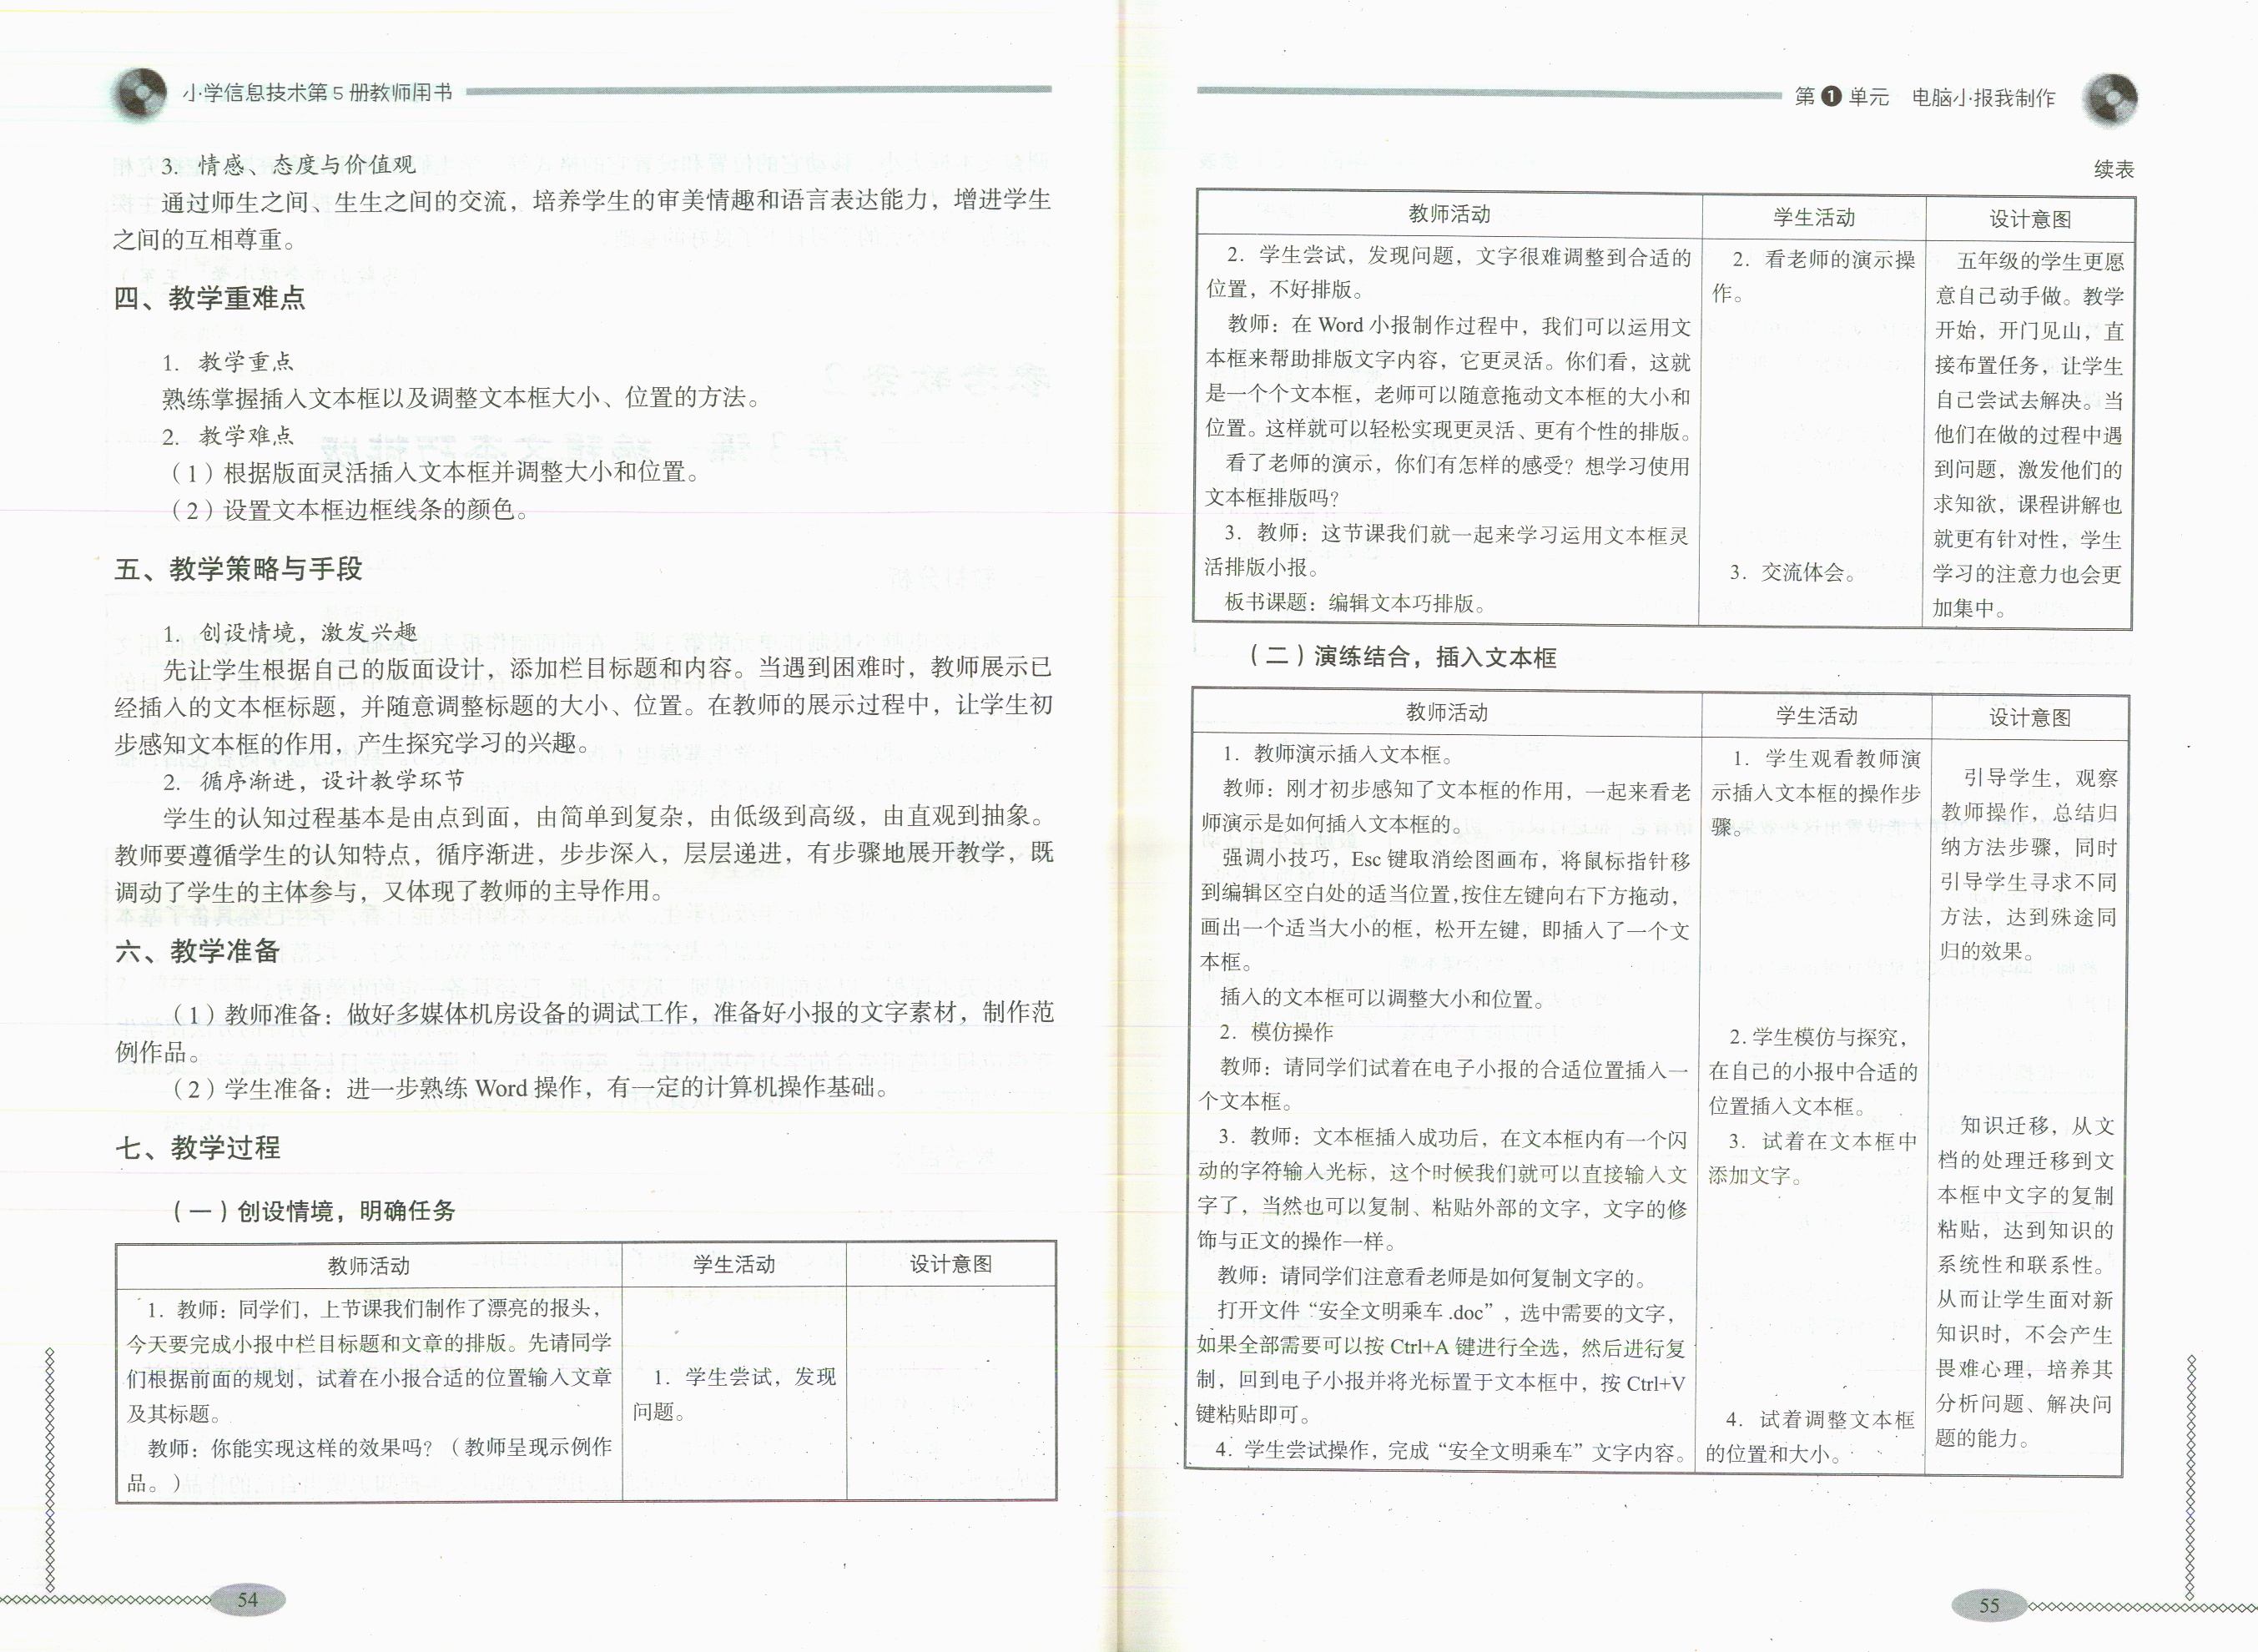 小学信息技术第5册教师用书
3. 情感、态度与价值观
通过师生之间、生生之间的交流，培养学生的审美情趣和语言表达能力，增进学生
之间的互相尊重。
四、教学重难点
1. 教学重点
熟练掌握插入文本框以及调整文本框大小、位置的方法。
2. 教学难点
（1）根据版面灵活插入文本框并调整大小和位置。
（2）设置文本框边框线条的颜色。
五、教学策略与手段
1. 创设情境，激发兴趣
先让学生根据自己的版面设计，添加栏目标题和内容。当遇到困难时，教师展示已
经插入的文本框标题，并随意调整标题的大小、位置。在教师的展示过程中，让学生初
步感知文本框的作用，产生探究学习的兴趣。
2. 循序渐进，设计教学环节
学生的认知过程基本是由点到面，由简单到复杂，由低级到高级，由直观到抽象。
教师要遵循学生的认知特点，循序渐进，步步深入，层层递进，有步骤地展开教学，既
调动了学生的主体参与，又体现了教师的主导作用。
六、教学准备
（1）教师准备：做好多媒体机房设备的调试工作，准备好小报的文字素材，制作范
例作品。
（2）学生准备：进一步熟练 Word 操作，有一定的计算机操作基础。
七、教学过程
（一）创设情境，明确任务
教师活动
学生活动
设计意图
1. 教师：同学们，上节课我们制作了漂亮的报头，
今天要完成小报中栏目标题和文章的排版。先请同学
们根据前面的规划，试着在小报合适的位置输入文章
及其标题。
教师：你能实现这样的效果吗？（教师呈现示例作
品。）
1. 学生尝试，发现
问题。
54
第1单元 电脑小报我制作
续表
教师活动
学生活动
设计意图
2. 学生尝试，发现问题，文字很难调整到合适的
位置，不好排版。
教师：在 Word 小报制作过程中，我们可以运用文
本框来帮助排版文字内容，它更灵活。你们看，这就
是一个个文本框，老师可以随意拖动文本框的大小和
位置。这样就可以轻松实现更灵活、更有个性的排版。
看了老师的演示，你们有怎样的感受？想学习使用
文本框排版吗？
3. 教师：这节课我们就一起来学习运用文本框灵
活排版小报。
板书课题：编辑文本巧排版。
2. 看老师的演示操
作。
3. 交流体会。
五年级的学生更愿
意自己动手做。教学
开始，开门见山，直
接布置任务，让学生
自己尝试去解决。当
他们在做的过程中遇
到问题，激发他们的
求知欲，课程讲解也
就更有针对性，学生
学习的注意力也会更
加集中。
（二）演练结合，插入文本框
教师活动
学生活动
设计意图
1. 教师演示插入文本框。
教师：刚才初步感知了文本框的作用，一起来看老
师演示是如何插入文本框的。
强调小技巧，Esc 键取消绘图画布，将鼠标指针移
到编辑区空白处的适当位置，按住左键向右下方拖动，
画出一个适当大小的框，松开左键，即插入了一个文
本框。
插入的文本框可以调整大小和位置。
2. 模仿操作
教师：请同学们试着在电子小报的合适位置插入一
个文本框。
3. 教师：文本框插入成功后，在文本框内有一个闪
动的字符输入光标，这个时候我们就可以直接输入文
字了，当然也可以复制、粘贴外部的文字，文字的修
饰与正文的操作一样。
教师：请同学们注意看老师是如何复制文字的。
打开文件“安全文明乘车 .doc”，选中需要的文字，
如果全部需要可以按 Ctrl+A 键进行全选，然后进行复
制，回到电子小报并将光标置于文本框中，按 Ctrl+V
键粘贴即可。
4. 学生尝试操作，完成“安全文明乘车”文字内容。
1. 学生观看教师演
示插入文本框的操作步
骤。
2. 学生模仿与探究，
在自己的小报中合适的
位置插入文本框。
3. 试着在文本框中
添加文字。
4. 试着调整文本框
的位置和大小。
引导学生，观察
教师操作，总结归
纳方法步骤，同时
引导学生寻求不同
方法，达到殊途同
归的效果。
知识迁移，从文
档的处理迁移到文
本框中文字的复制
粘贴，达到知识的
系统性和联系性。
从而让学生面对新
知识时，不会产生
畏难心理，培养其
分析问题、解决问
题的能力。
55